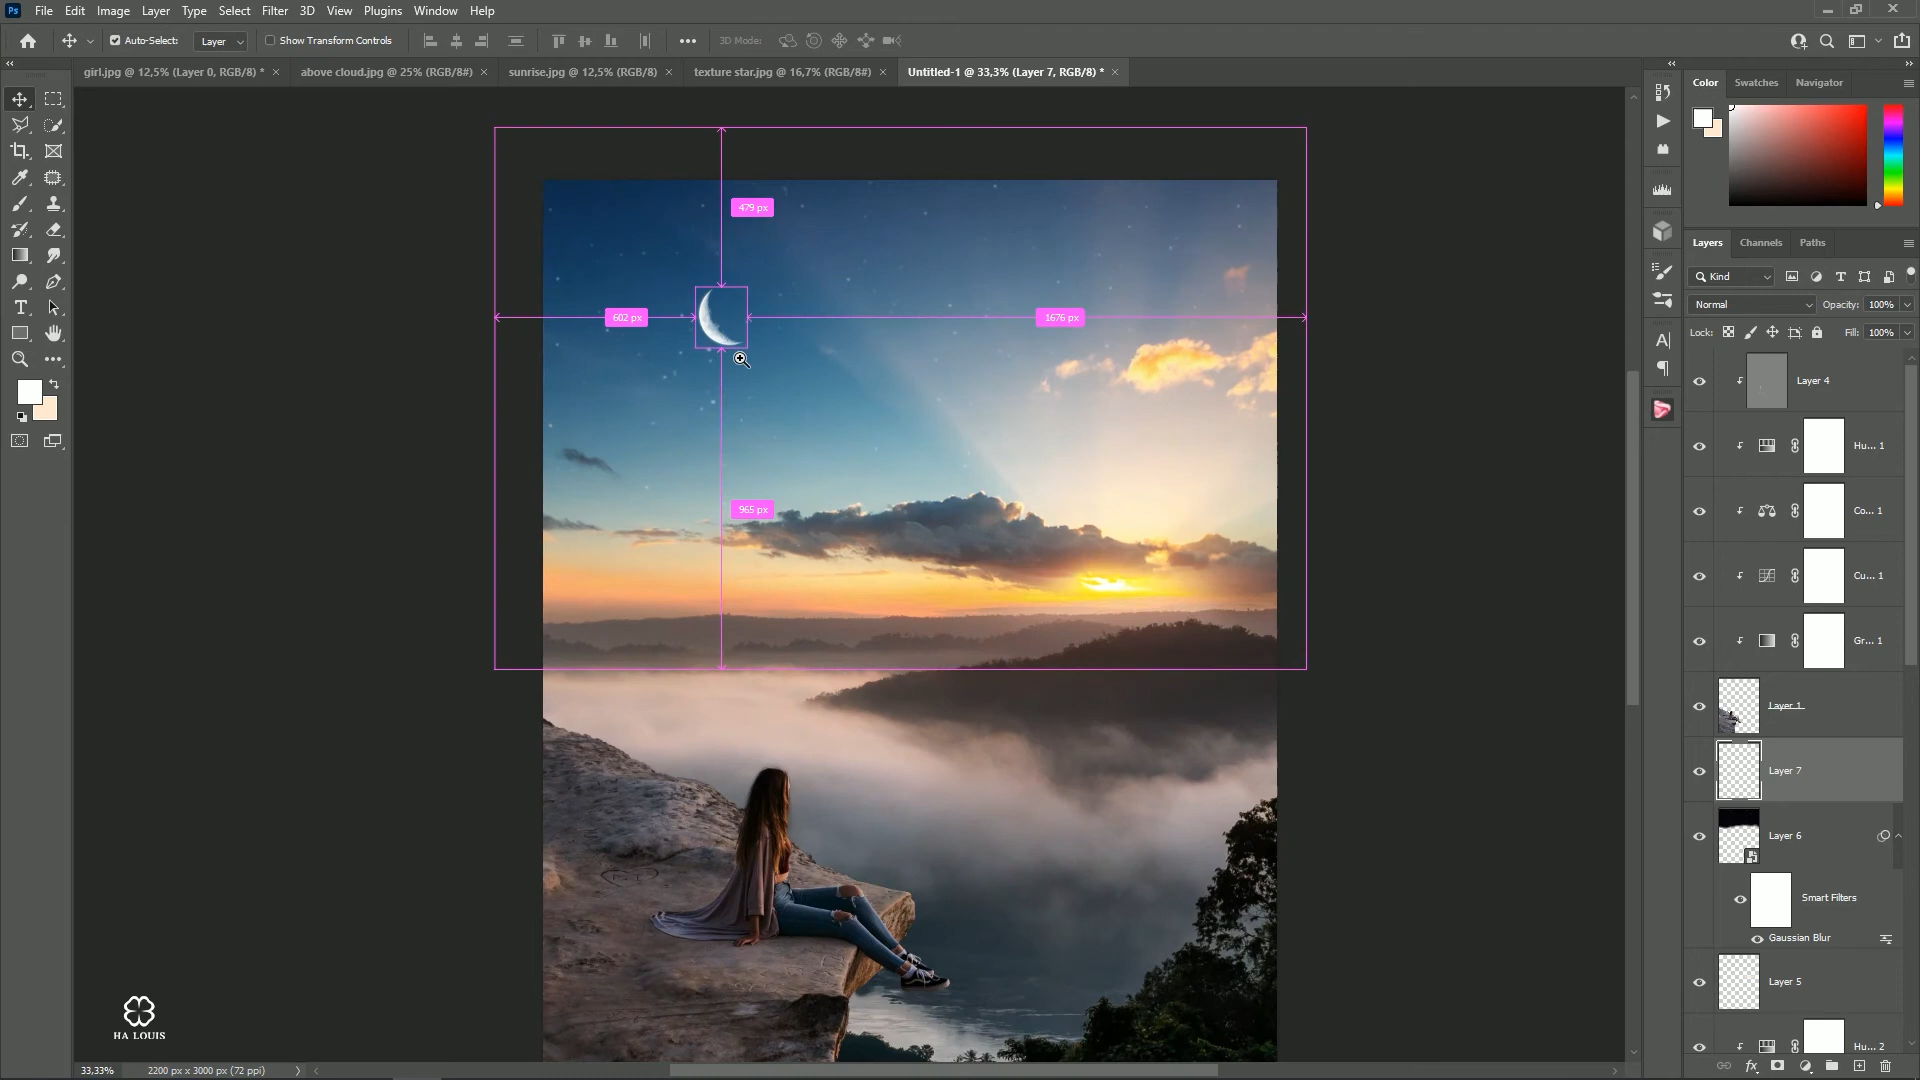 Ps File Edit Image Layer Type Select Filter 3D View Plugins Window Help
Auto-Select: Layer Show Transform Controls 3D Mode:
girl.jpg @ 12,5% (Layer 0, RGB/8) * above cloud.jpg @ 25% (RGB/8#) sunrise.jpg @ 12,5% (RGB/8) texture star.jpg @ 16,7% (RGB/8#) Untitled-1 @ 33,3% (Layer 7, RGB/8) *
Color Swatches Navigator
479 px
Layers Channels Paths
Kind
Normal Opacity: 100%
602 px 1676 px
Lock: Fill: 100%
Layer 4
Hu... 1
965 px
Co... 1
Cu... 1
Gr... 1
Layer 1
Layer 7
Layer 6
Smart Filters
Gaussian Blur
Layer 5
HA LOUIS
Hu... 2
33,33% 2200 px x 3000 px (72 ppi)